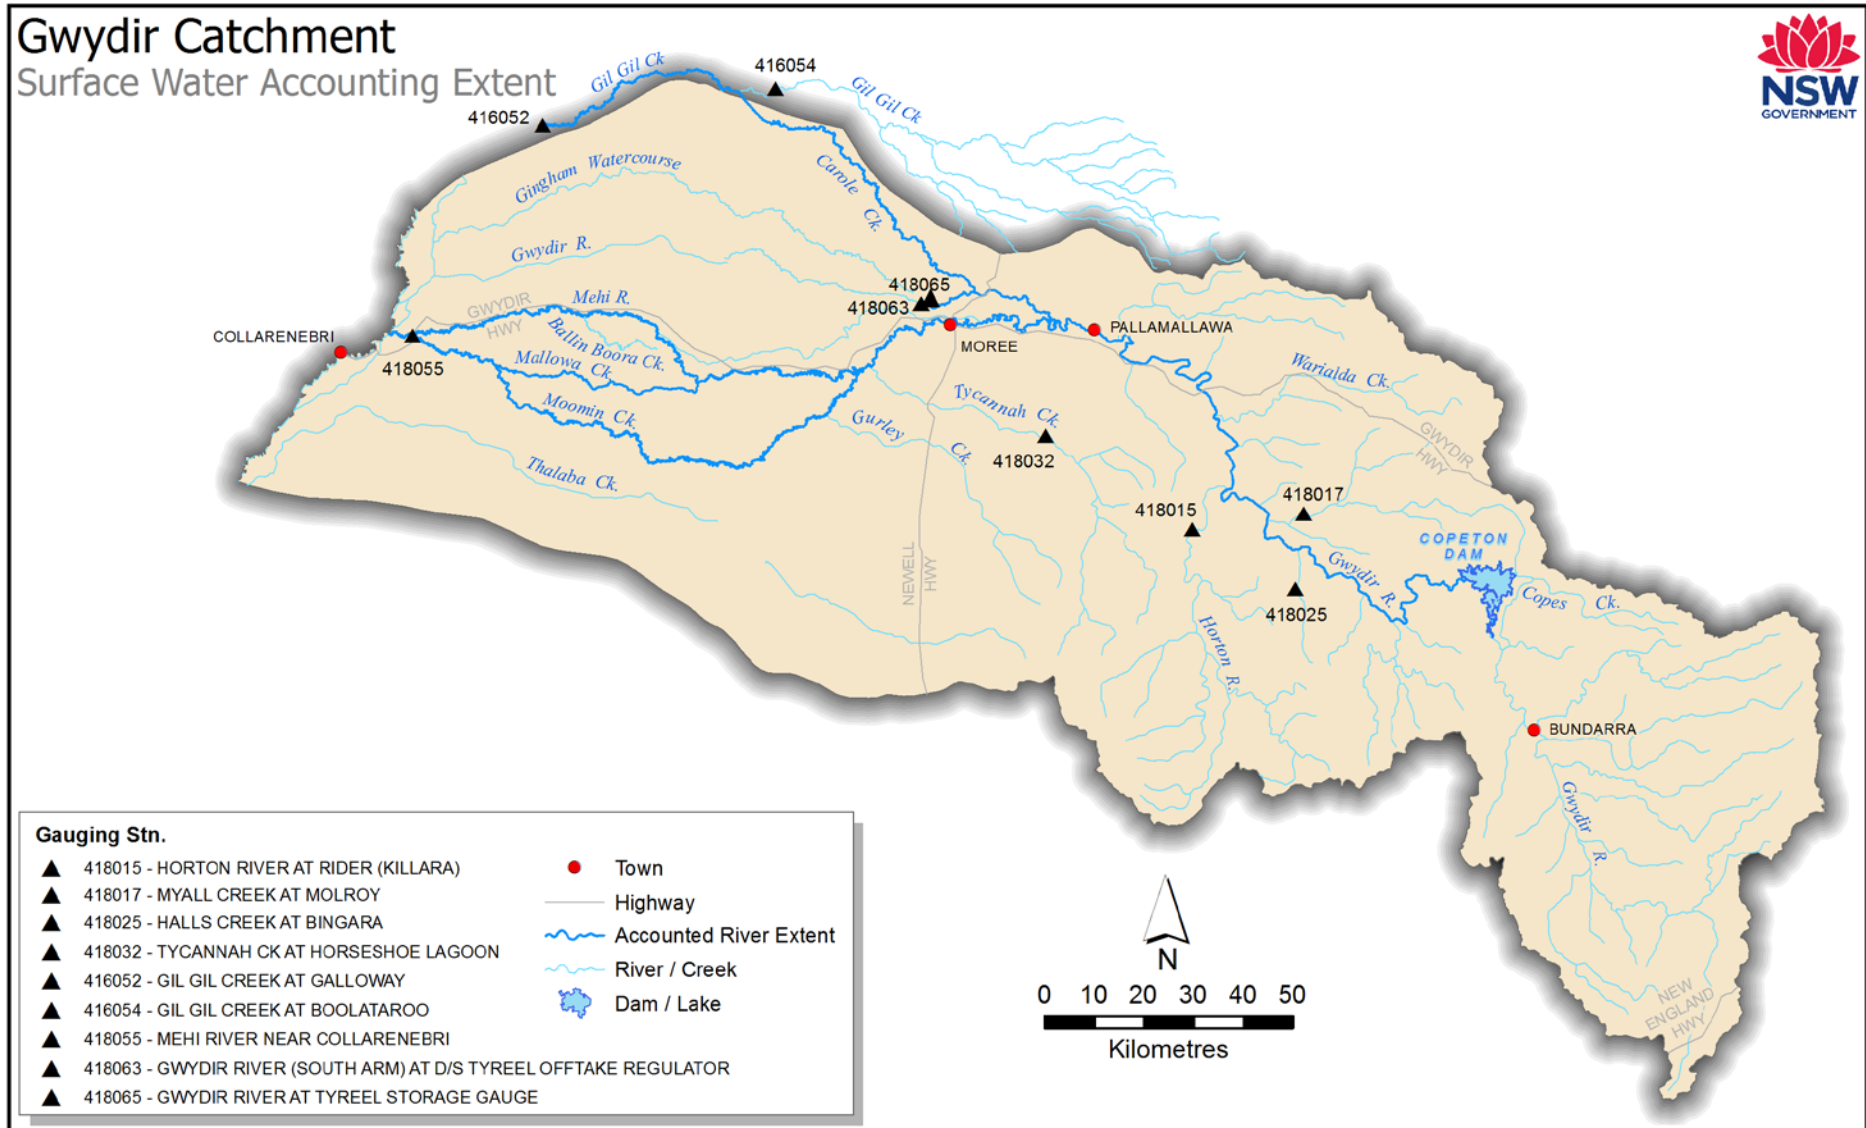 Gwydir Catchment
Surface Water Accounting Extent
NSW
GOVERNMENT
Gil Gil Ck
416054
Gil Gil Ck
416052
Gingham Watercourse
Carole Ck.
Gwydir R.
418065
418063
GWYDIR
HWY
Mehi R.
COLLARENEBRI
418055
Ballin Boora Ck.
Mallowa Ck.
Moomin Ck.
MOREE
PALLAMALLAWA
Warialda Ck.
Tycannah Ck.
Gurley Ck.
418032
GWYDIR
HWY
Thalaba Ck.
418015
418017
COPETON
DAM
NEWELL
HWY
Gwydir R.
Copes Ck.
418025
Horton R.
BUNDARRA
Gwydir R.
NEW
ENGLAND
HWY
Gauging Stn.
418015 - HORTON RIVER AT RIDER (KILLARA)
418017 - MYALL CREEK AT MOLROY
418025 - HALLS CREEK AT BINGARA
418032 - TYCANNAH CK AT HORSESHOE LAGOON
416052 - GIL GIL CREEK AT GALLOWAY
416054 - GIL GIL CREEK AT BOOLATAROO
418055 - MEHI RIVER NEAR COLLARENEBRI
418063 - GWYDIR RIVER (SOUTH ARM) AT D/S TYREEL OFFTAKE REGULATOR
418065 - GWYDIR RIVER AT TYREEL STORAGE GAUGE
Town
Highway
Accounted River Extent
River / Creek
Dam / Lake
N
0 10 20 30 40 50
Kilometres